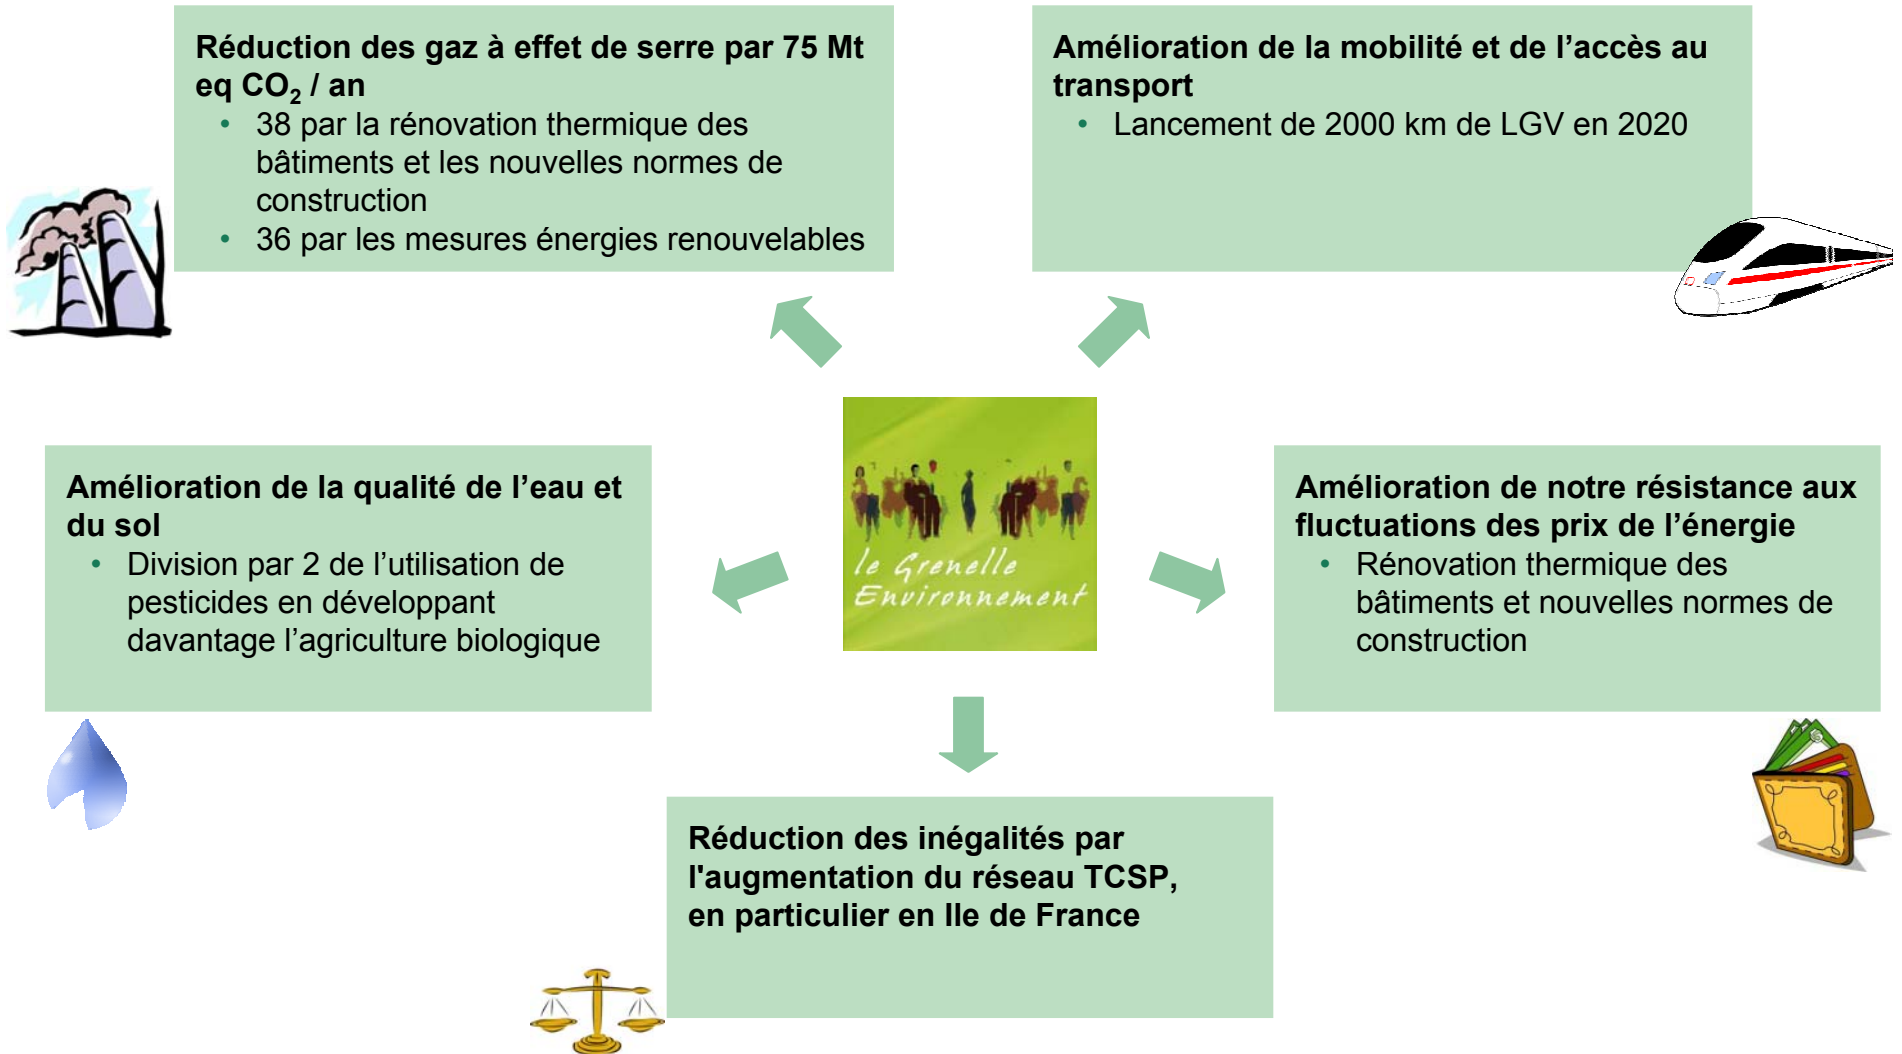 Réduction des gaz à effet de serre par 75 Mt
eq CO₂ / an
• 38 par la rénovation thermique des
bâtiments et les nouvelles normes de
construction
• 36 par les mesures énergies renouvelables
Amélioration de la mobilité et de l’accès au
transport
• Lancement de 2000 km de LGV en 2020
Amélioration de la qualité de l’eau et
du sol
• Division par 2 de l’utilisation de
pesticides en développant
davantage l’agriculture biologique
le Grenelle
Environnement
Amélioration de notre résistance aux
fluctuations des prix de l’énergie
• Rénovation thermique des
bâtiments et nouvelles normes de
construction
Réduction des inégalités par
l'augmentation du réseau TCSP,
en particulier en Ile de France